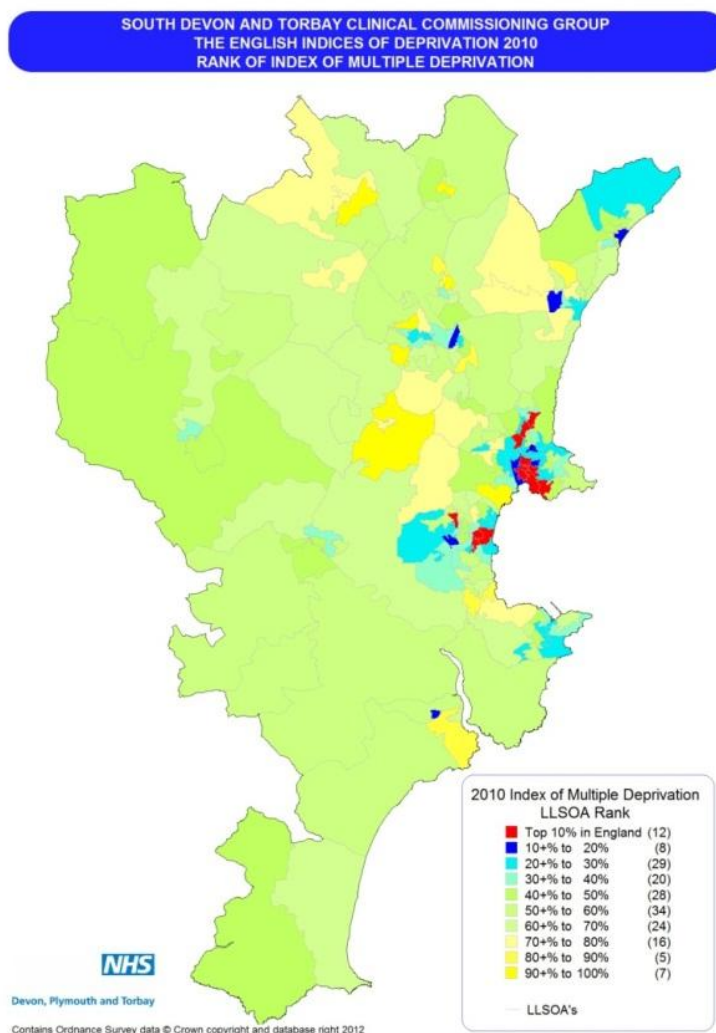 SOUTH DEVON AND TORBAY CLINICAL COMMISSIONING GROUP
THE ENGLISH INDICES OF DEPRIVATION 2010
RANK OF INDEX OF MULTIPLE DEPRIVATION
2010 Index of Multiple Deprivation
LLSOA Rank
Top 10% in England (12)
10+% to 20% (8)
20+% to 30% (29)
30+% to 40% (20)
40+% to 50% (28)
50+% to 60% (34)
60+% to 70% (24)
70+% to 80% (16)
80+% to 90% (5)
90+% to 100% (7)
LLSOA's
NHS
Devon, Plymouth and Torbay
Contains Ordnance Survey data © Crown copyright and database right 2012